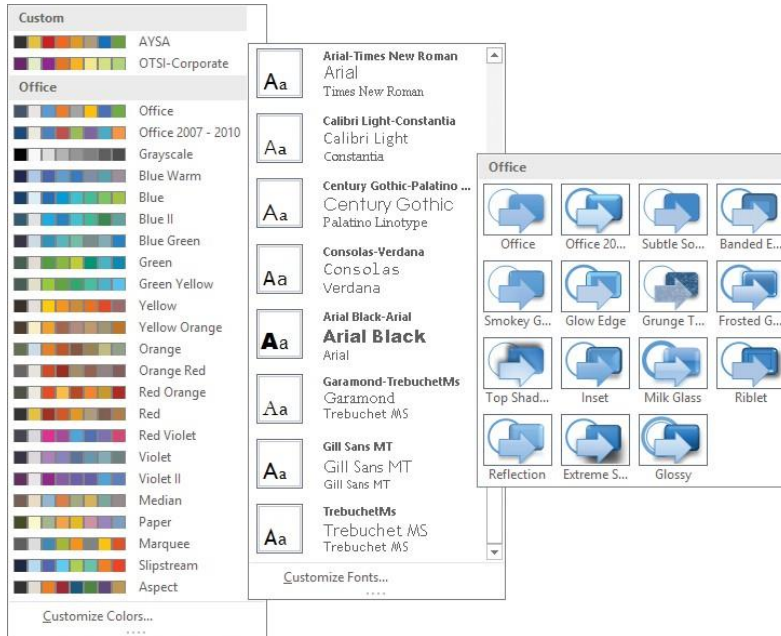 Custom
AYSA
OTSI-Corporate
Office
Office
Office 2007 - 2010
Grayscale
Blue Warm
Blue
Blue II
Blue Green
Green
Green Yellow
Yellow
Yellow Orange
Orange
Orange Red
Red Orange
Red
Red Violet
Violet
Violet II
Median
Paper
Marquee
Slipstream
Aspect
Customize Colors...
Aa
Arial-Times New Roman
Arial
Times New Roman
Aa
Calibri Light-Constantia
Calibri Light
Constantia
Aa
Century Gothic-Palatino ...
Century Gothic
Palatino Linotype
Aa
Consolas-Verdana
Consolas
Verdana
Aa
Arial Black-Arial
Arial Black
Arial
Aa
Garamond-TrebuchetMs
Garamond
Trebuchet MS
Aa
Gill Sans MT
Gill Sans MT
Gill Sans MT
Aa
TrebuchetMs
Trebuchet MS
Trebuchet MS
Customize Fonts...
Office
Office Office 20... Subtle So... Banded E...
Smokey G... Glow Edge Grunge T... Frosted G...
Top Shad... Inset Milk Glass Riblet
Reflection Extreme S... Glossy